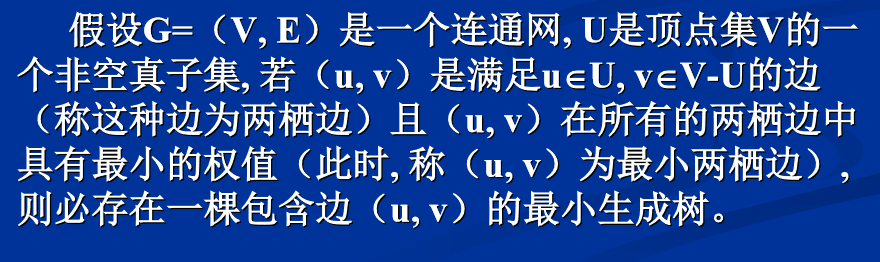 假设G=（V, E）是一个连通网, U是顶点集V的一
个非空真子集, 若（u, v）是满足u∈U, v∈V-U的边
（称这种边为两栖边）且（u, v）在所有的两栖边中
具有最小的权值（此时, 称（u, v）为最小两栖边）,
则必存在一棵包含边（u, v）的最小生成树。